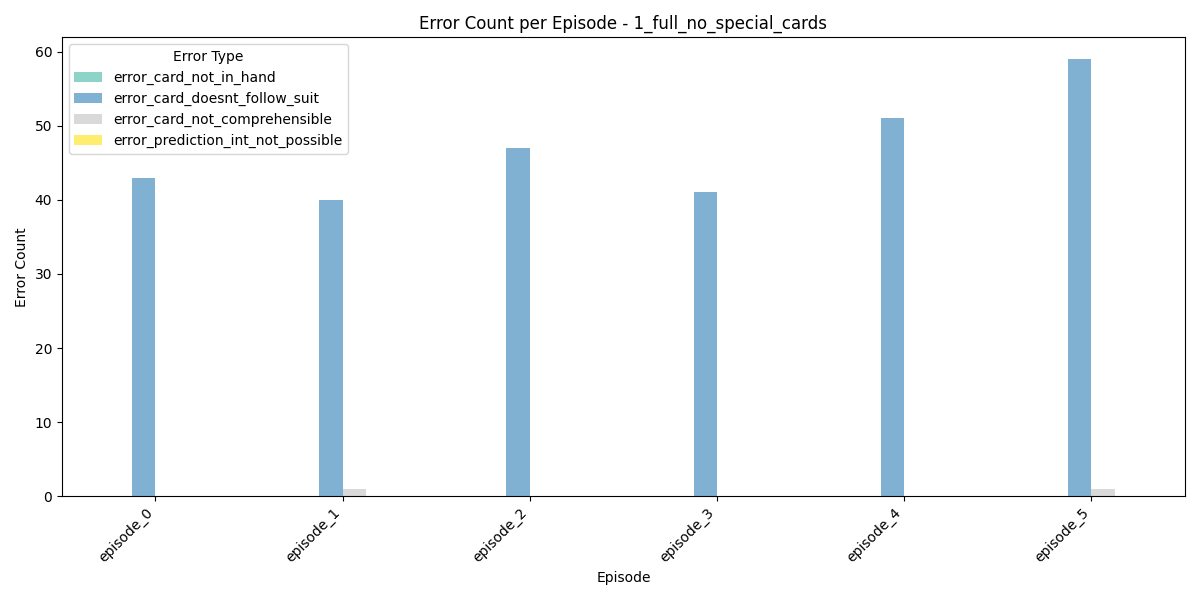 Error Count per Episode - 1_full_no_special_cards
Error Type
error_card_not_in_hand
error_card_doesnt_follow_suit
error_card_not_comprehensible
error_prediction_int_not_possible
Error Count
60
50
40
30
20
10
0
episode_0
episode_1
episode_2
episode_3
episode_4
episode_5
Episode